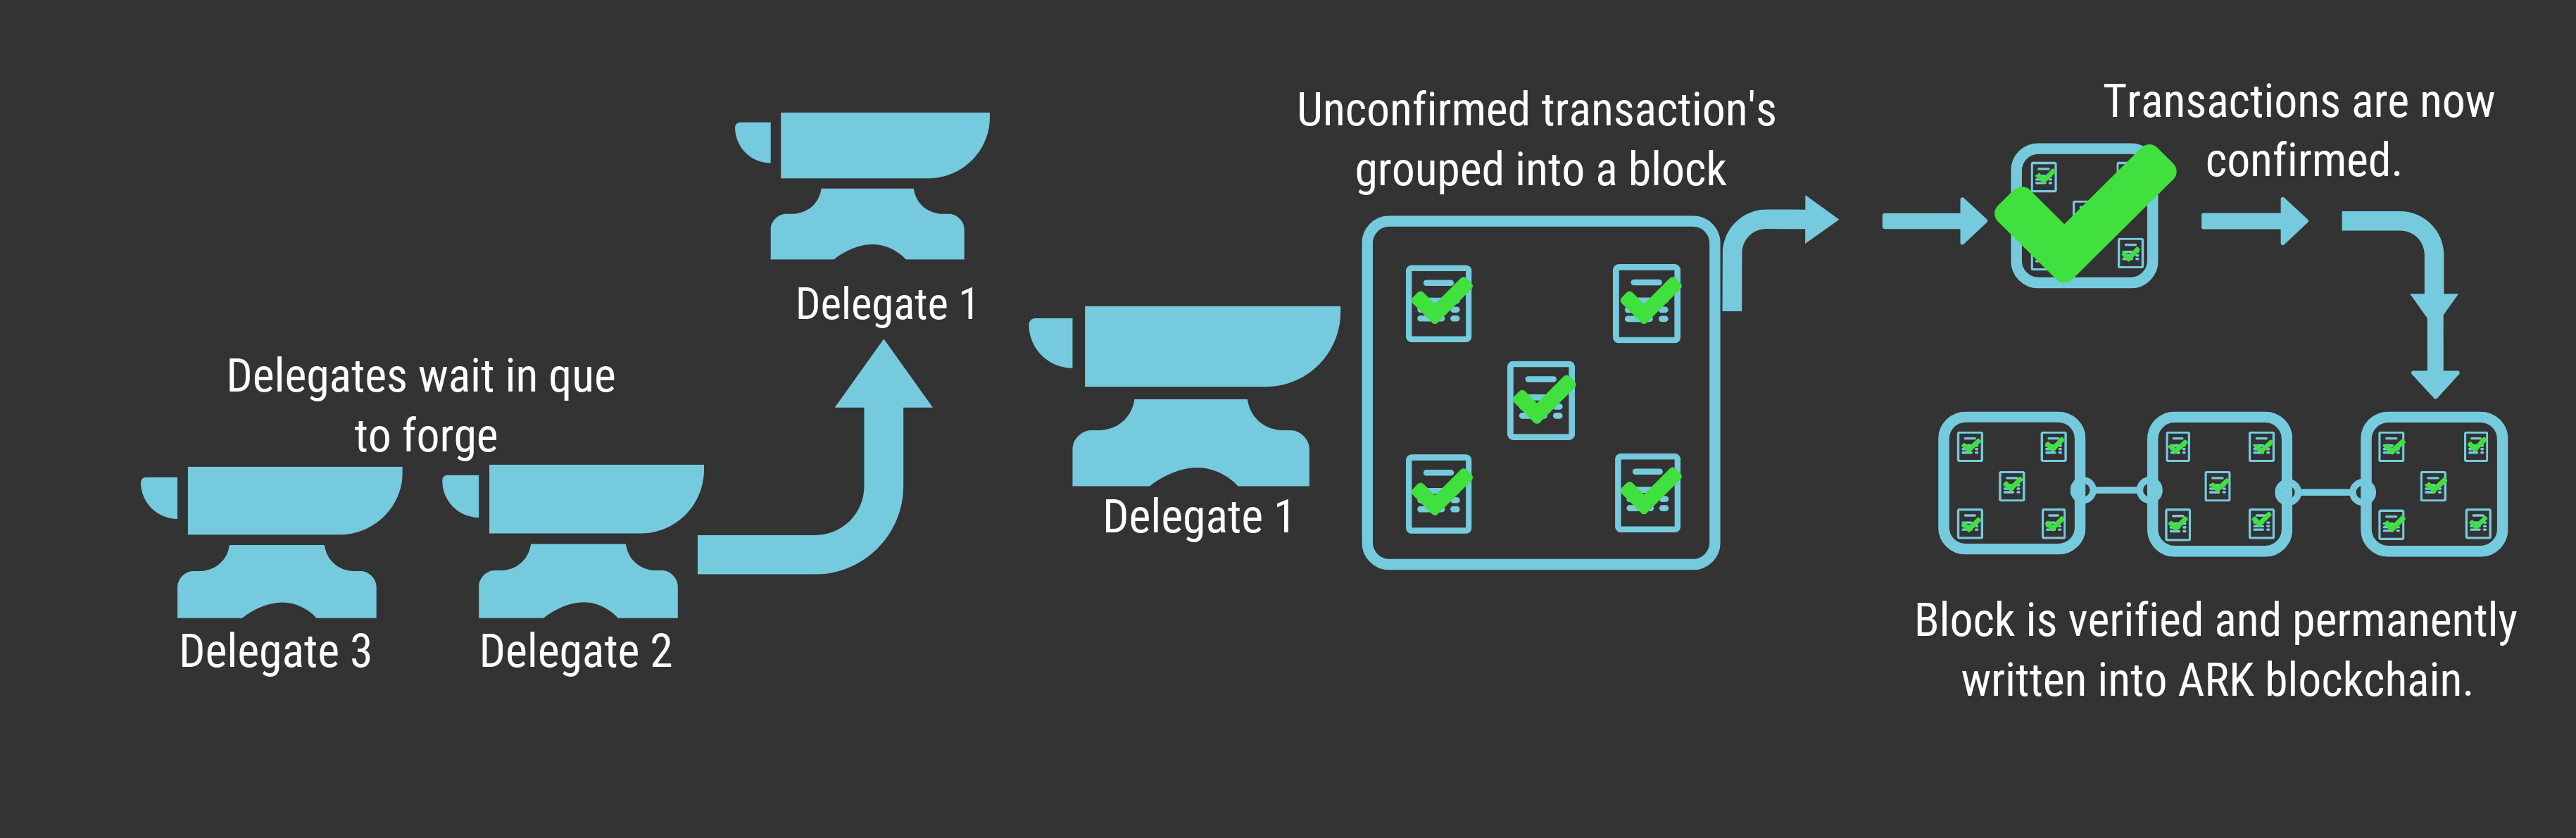 Delegates wait in que
to forge
Delegate 3
Delegate 2
Delegate 1
Delegate 1
Unconfirmed transaction's
grouped into a block
Transactions are now
confirmed.
Block is verified and permanently
written into ARK blockchain.